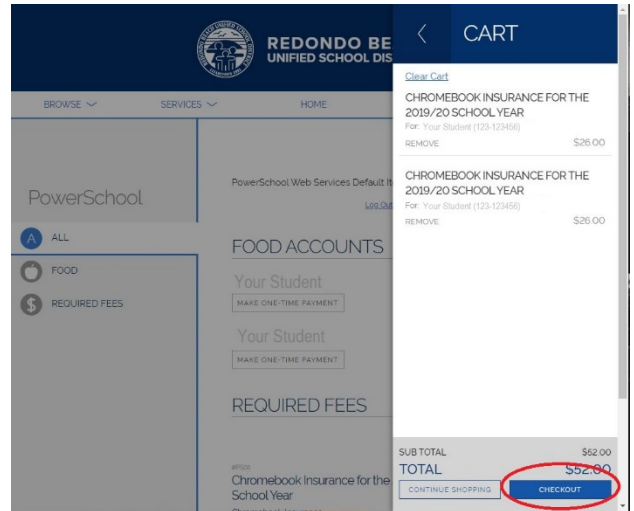 REDONDO BE
UNIFIED SCHOOL DIS
BROWSE
SERVICES
HOME
PowerSchool
A ALL
FOOD
$ REQUIRED FEES
PowerSchool Web Services Default It
Log Out
FOOD ACCOUNTS
Your Student
MAKE ONE-TIME PAYMENT
Your Student
MAKE ONE-TIME PAYMENT
REQUIRED FEES
Chromebook Insurance for the
School Year
CART
Clear Cart
CHROMEBOOK INSURANCE FOR THE
2019/20 SCHOOL YEAR
For: Your Student (123-123456)
REMOVE $26.00
CHROMEBOOK INSURANCE FOR THE
2019/20 SCHOOL YEAR
For: Your Student (123-123456)
REMOVE $26.00
SUB TOTAL $52.00
TOTAL $52.00
CONTINUE SHOPPING CHECKOUT